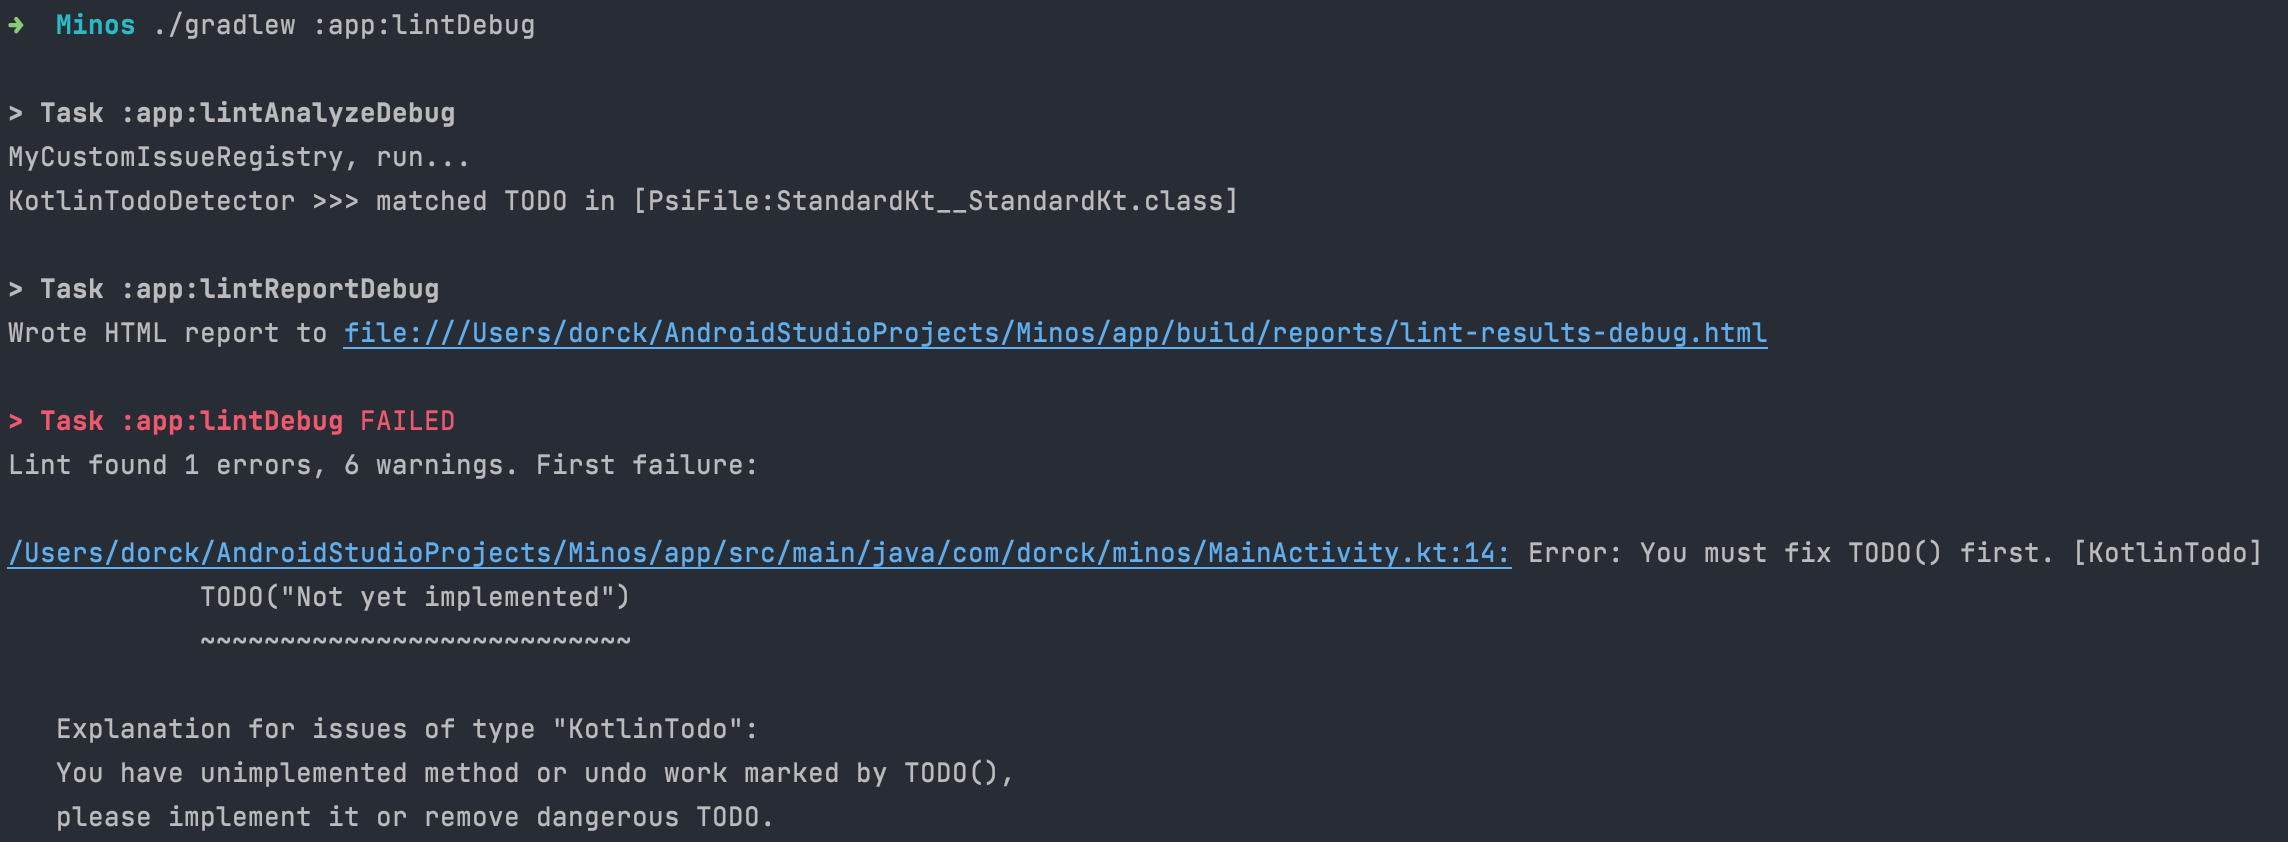 ➜ Minos ./gradlew :app:lintDebug
> Task :app:lintAnalyzeDebug
MyCustomIssueRegistry, run...
KotlinTodoDetector >>> matched TODO in [PsiFile:StandardKt__StandardKt.class]
> Task :app:lintReportDebug
Wrote HTML report to file:///Users/dorck/AndroidStudioProjects/Minos/app/build/reports/lint-results-debug.html
> Task :app:lintDebug FAILED
Lint found 1 errors, 6 warnings. First failure:
/Users/dorck/AndroidStudioProjects/Minos/app/src/main/java/com/dorck/minos/MainActivity.kt:14: Error: You must fix TODO() first. [KotlinTodo]
TODO("Not yet implemented")
~~~~~~~~~~~~~~~~~~~~~~~~~~~
Explanation for issues of type "KotlinTodo":
You have unimplemented method or undo work marked by TODO(),
please implement it or remove dangerous TODO.